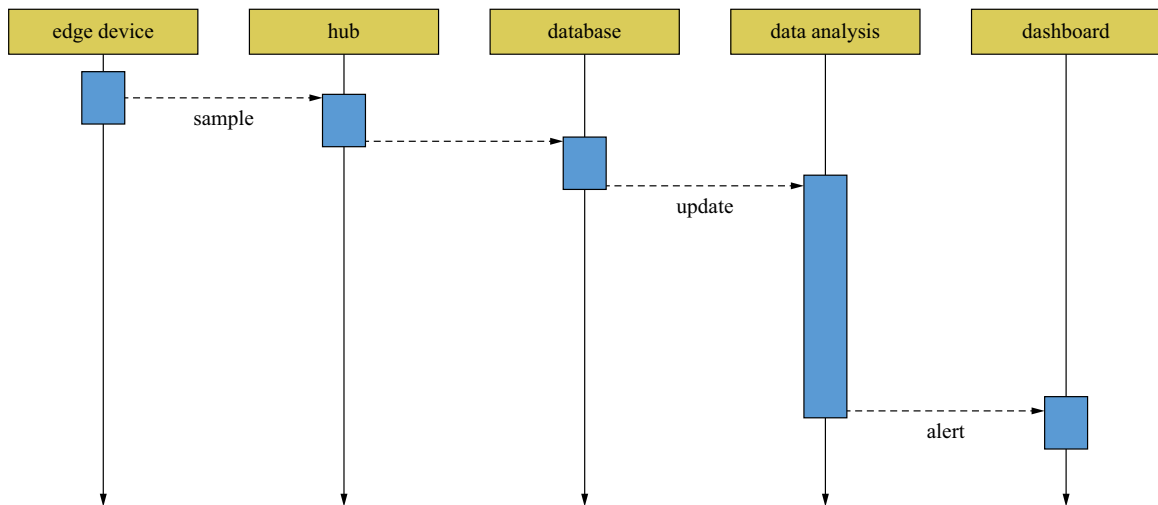 edge device
hub
database
data analysis
dashboard
sample
update
alert